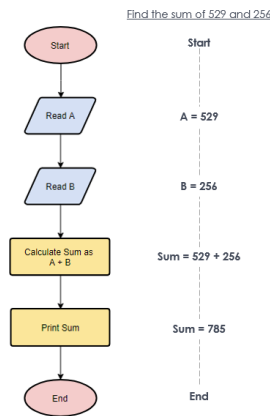 Find the sum of 529 and 256
Start
Start
Read A
A = 529
Read B
B = 256
Calculate Sum as
A + B
Sum = 529 + 256
Print Sum
Sum = 785
End
End